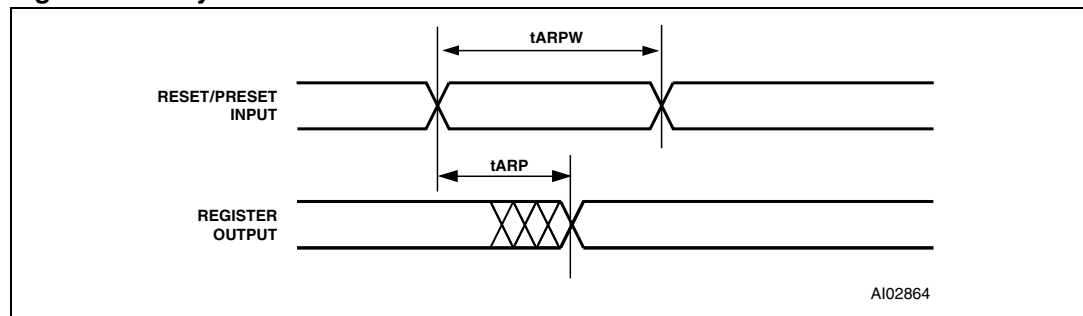 tARPW
RESET/PRESET
INPUT
tARP
REGISTER
OUTPUT
AI02864